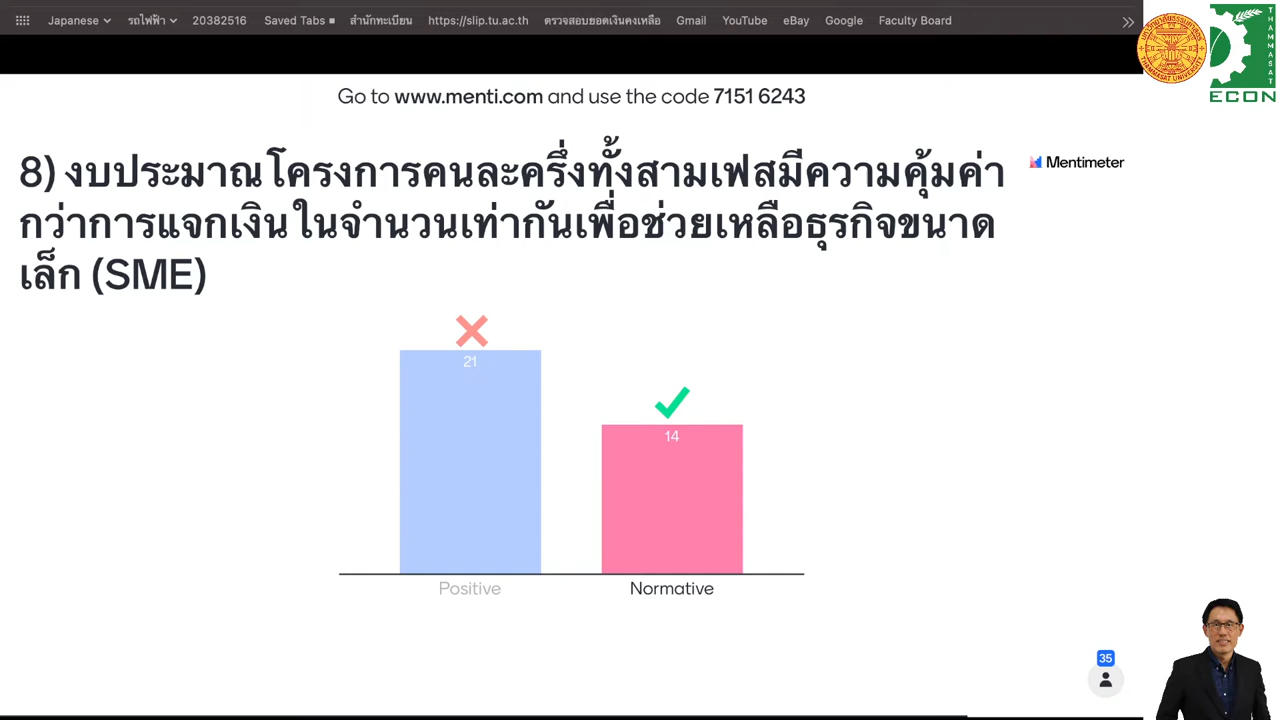 Japanese
รถไฟฟ้า
20382516
Saved Tabs
สำนักทะเบียน
https://slip.tu.ac.th
ตรวจสอบยอดเงินคงเหลือ
Gmail
YouTube
eBay
Google
Faculty Board
THAMMASAT
ECON
Go to www.menti.com and use the code 7151 6243
Mentimeter
8) งบประมาณโครงการคนละครึ่งทั้งสามเฟสมีความคุ้มค่า
กว่าการแจกเงินในจำนวนเท่ากันเพื่อช่วยเหลือธุรกิจขนาด
เล็ก (SME)
21
14
Positive
Normative
35